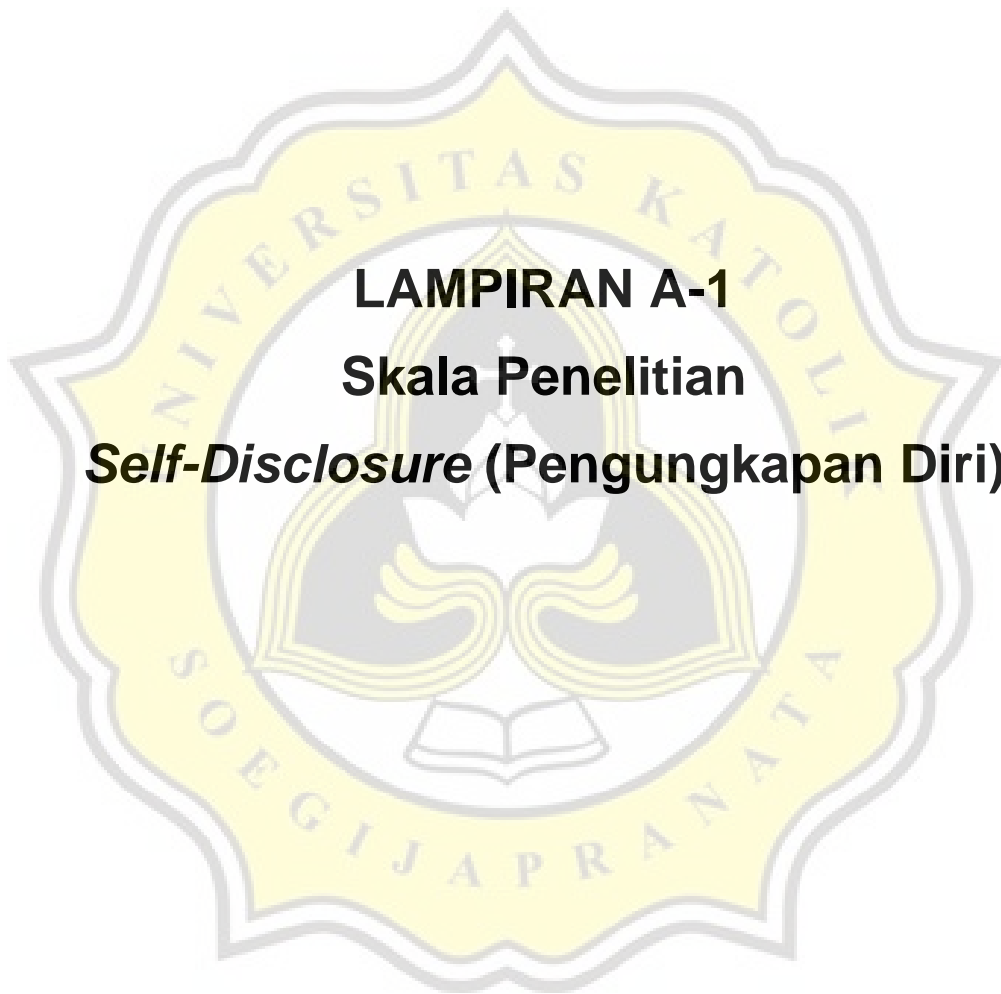 UNIVERSITAS KATOLIK
LAMPIRAN A-1
Skala Penelitian
Self-Disclosure (Pengungkapan Diri)
SOEGIJAPRANATA